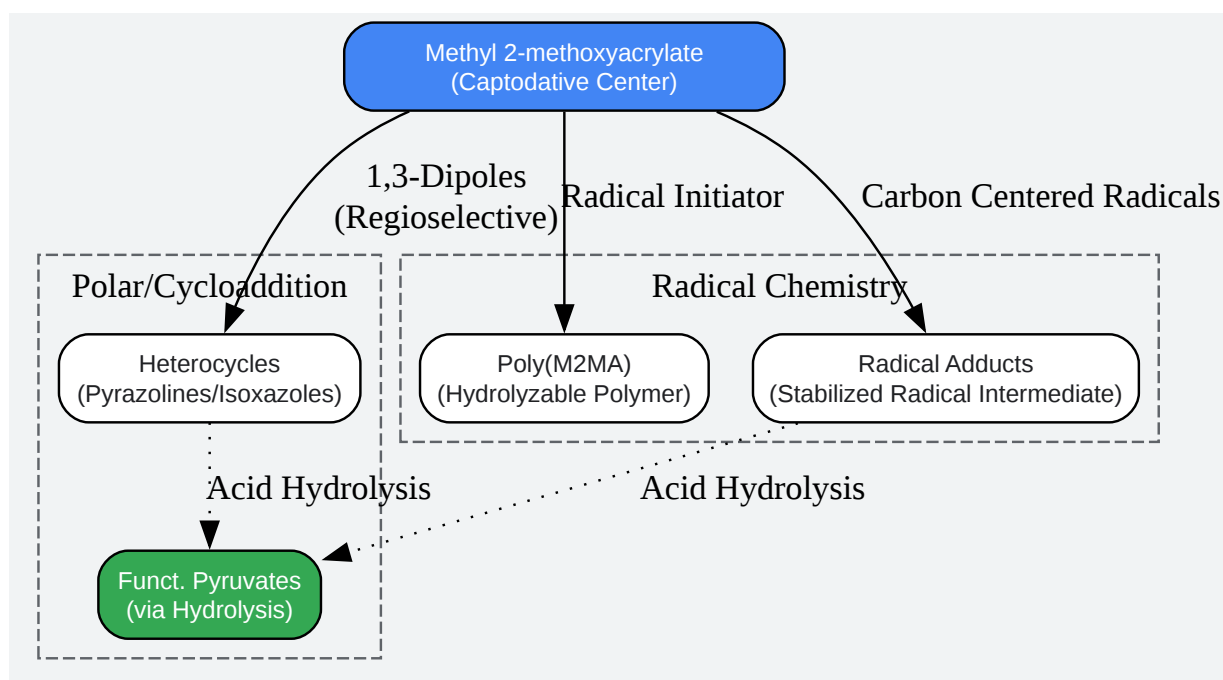 Methyl 2-methoxyacrylate
(Captodative Center)
1,3-Dipoles
(Regioselective)
Radical Initiator
Carbon Centered Radicals
Polar/Cycloaddition
Radical Chemistry
Heterocycles
(Pyrazolines/Isoxazoles)
Poly(M2MA)
(Hydrolyzable Polymer)
Radical Adducts
(Stabilized Radical Intermediate)
Acid Hydrolysis
Acid Hydrolysis
Funct. Pyruvates
(via Hydrolysis)